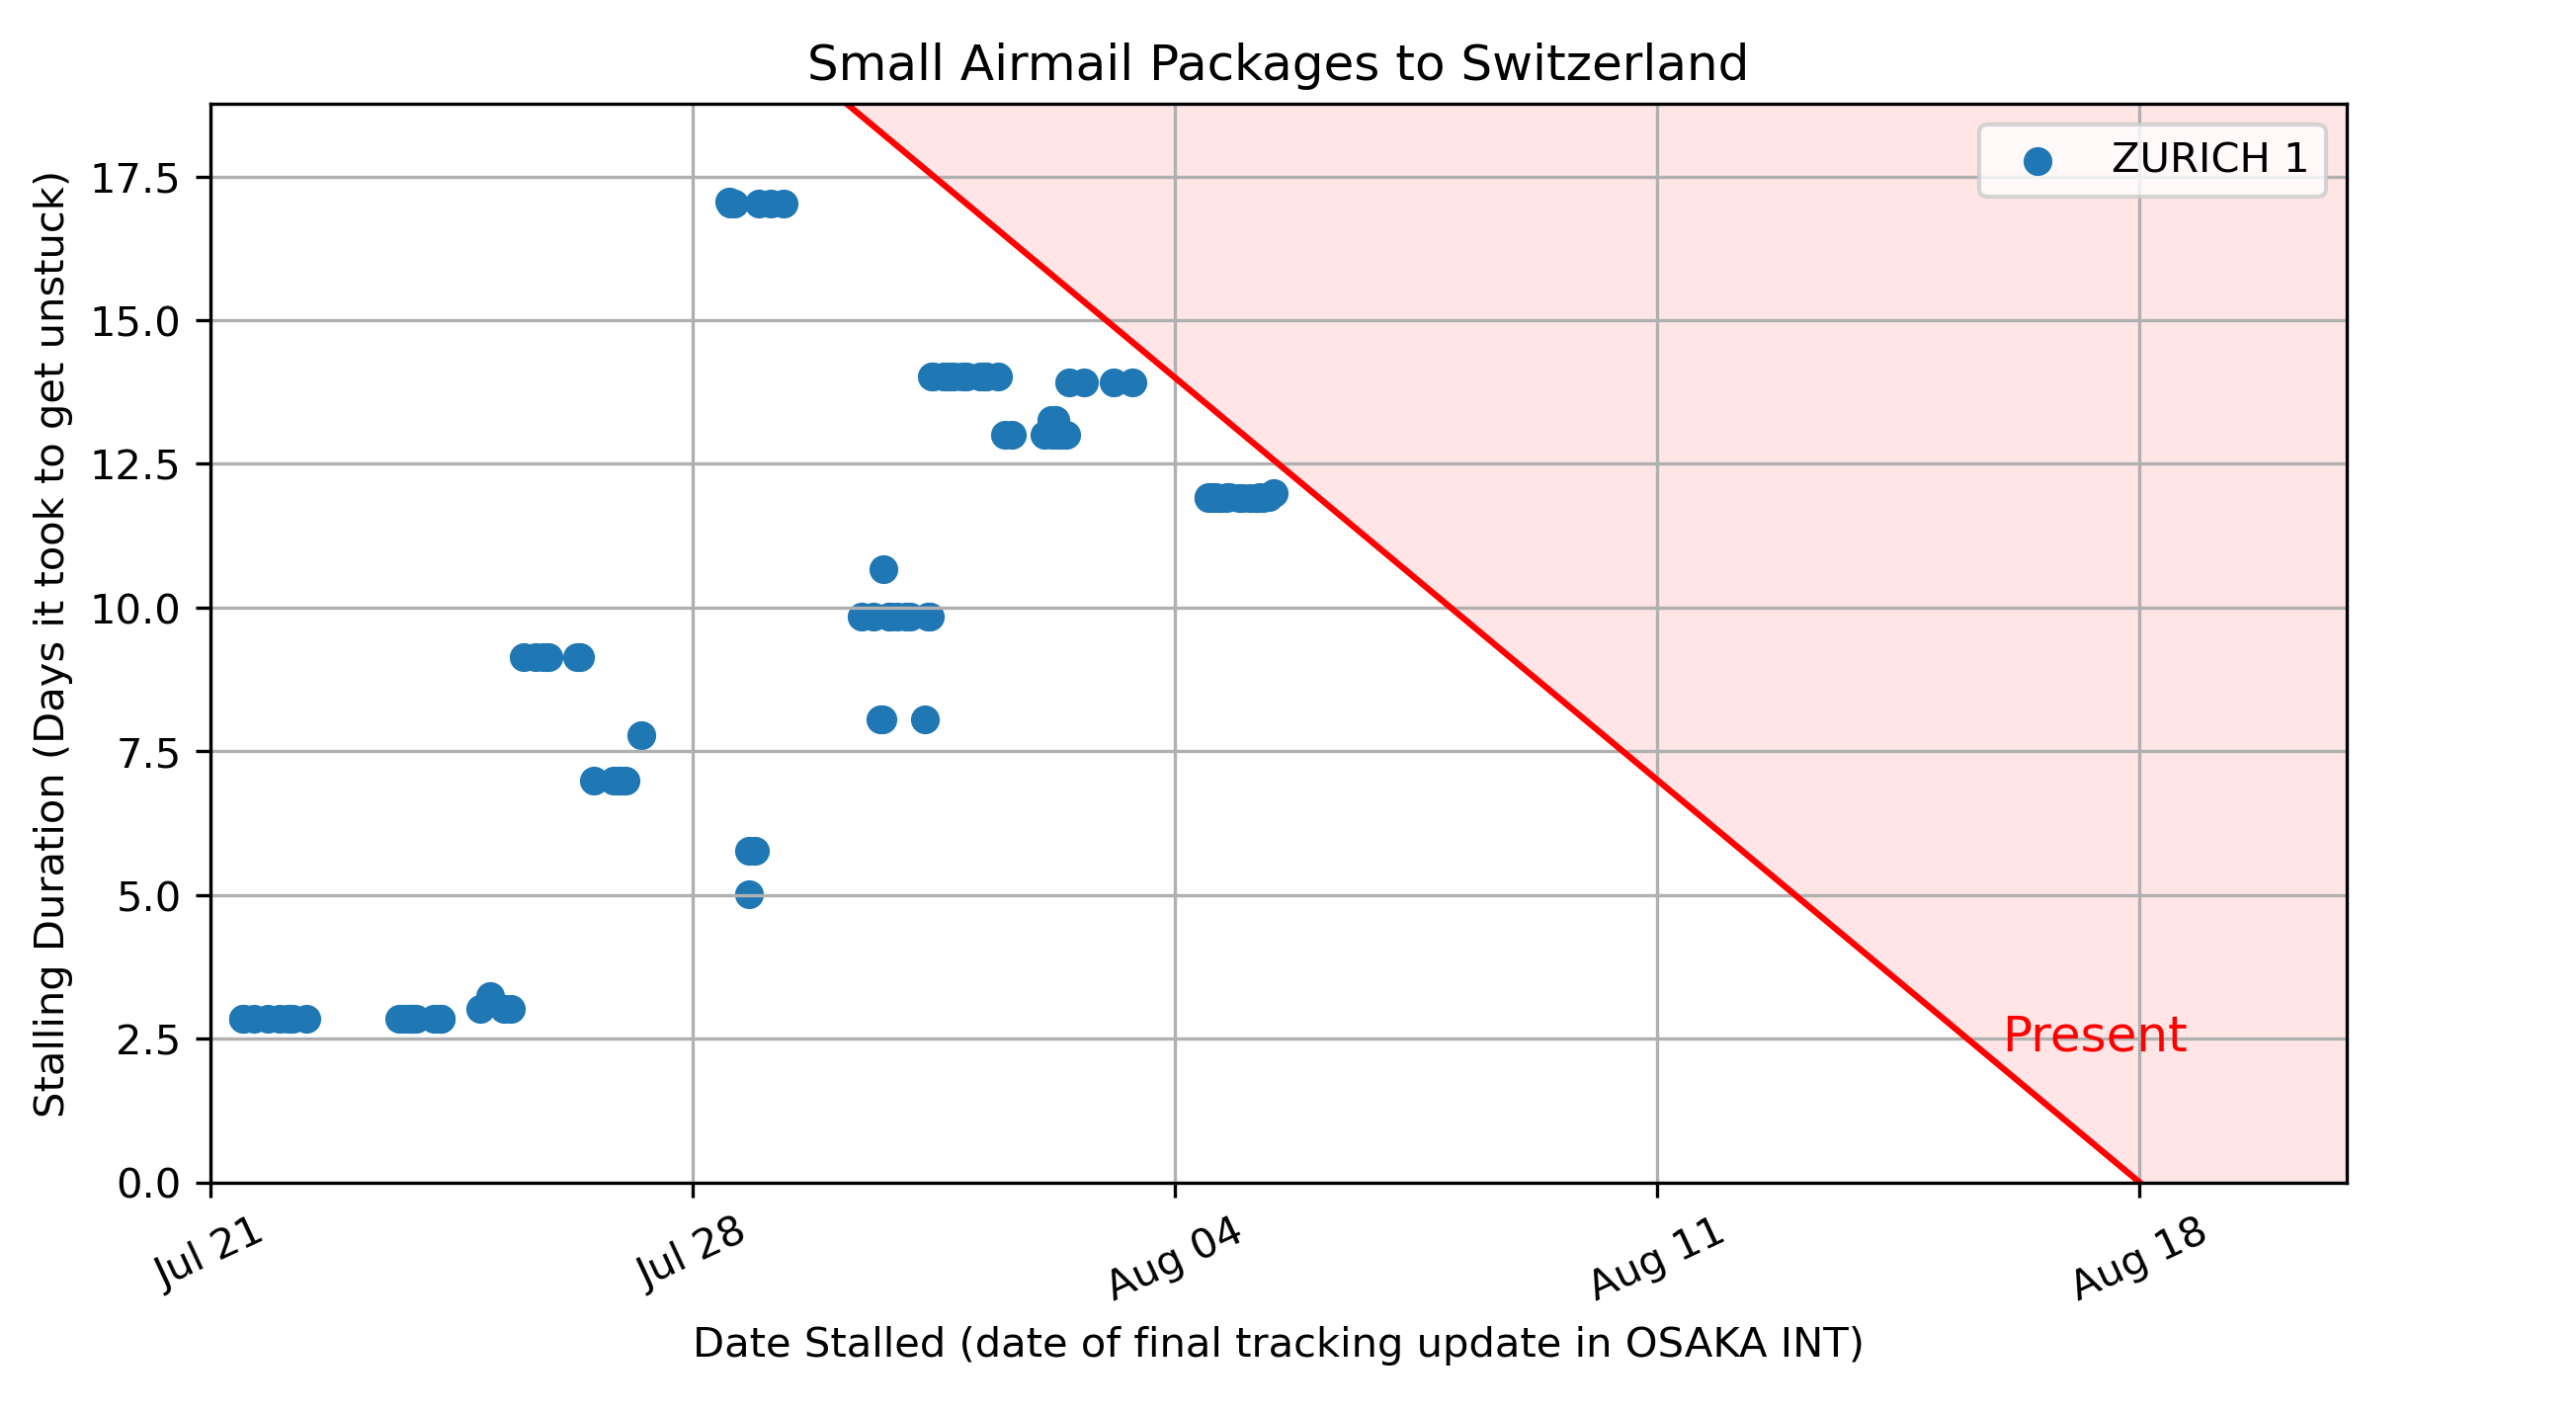 Small Airmail Packages to Switzerland
ZURICH 1
Stalling Duration (Days it took to get unstuck)
17.5
15.0
12.5
10.0
7.5
5.0
2.5
0.0
Present
Jul 21
Jul 28
Aug 04
Aug 11
Aug 18
Date Stalled (date of final tracking update in OSAKA INT)